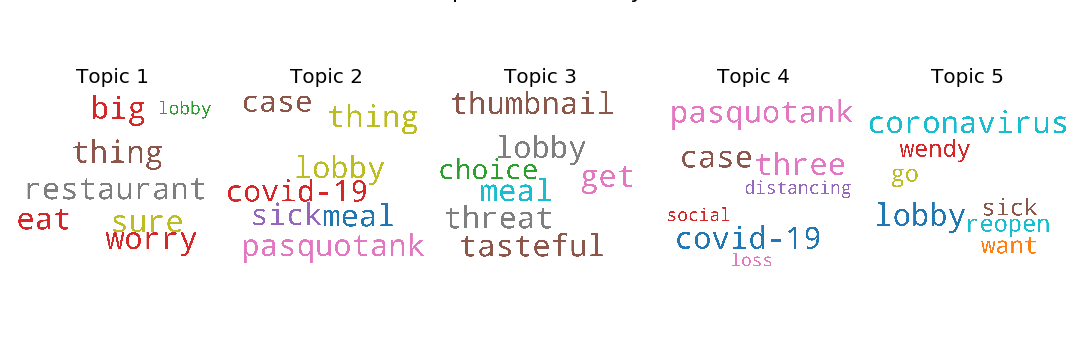 Topic 1
big lobby
thing
restaurant
eat sure
worry
Topic 2
case thing
lobby
covid-19
sick meal
pasquotank
Topic 3
thumbnail
lobby
choice get
meal
threat
tasteful
Topic 4
pasquotank
case three
distancing
social
covid-19
loss
Topic 5
coronavirus
wendy
go
lobby sick
reopen
want